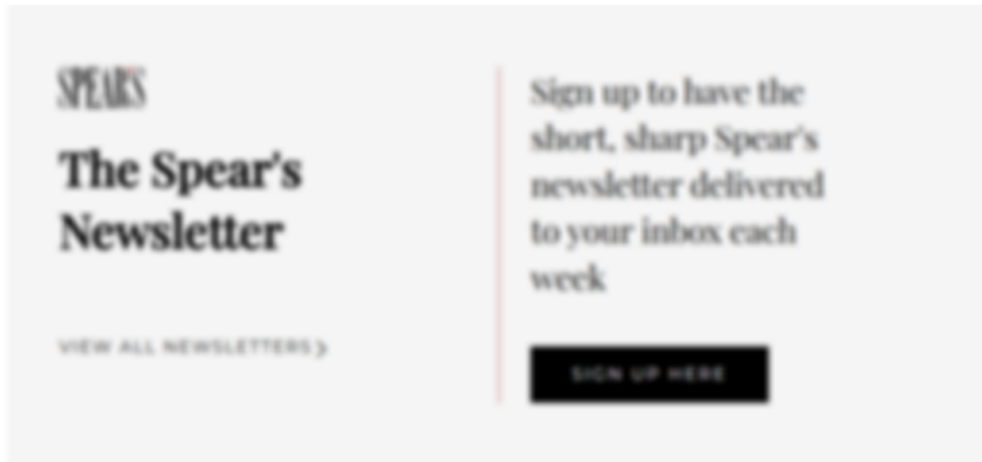 SPEAR'S
The Spear's
Newsletter
VIEW ALL NEWSLETTERS
Sign up to have the
short, sharp Spear's
newsletter delivered
to your inbox each
week
SIGN UP HERE